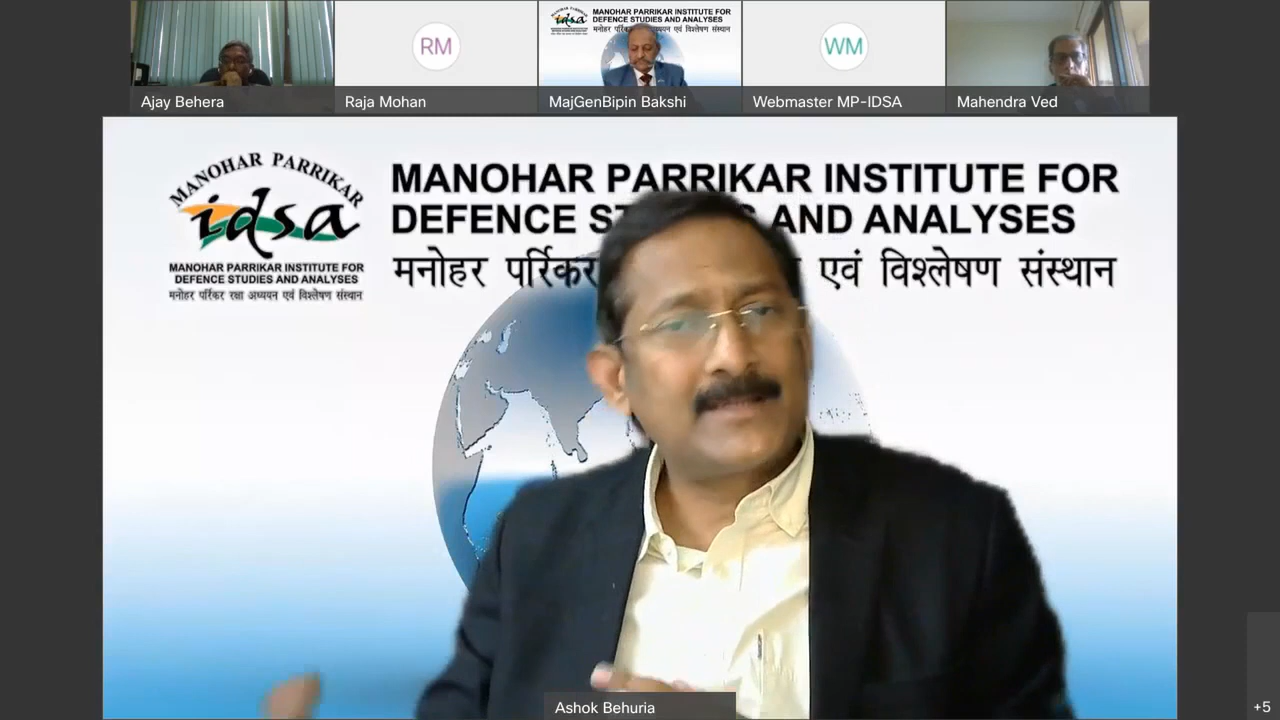 MANOHAR PARRIKAR INSTITUTE FOR
DEFENCE STUDIES AND ANALYSES
RM
WM
Ajay Behera
Raja Mohan
MajGenBipin Bakshi
Webmaster MP-IDSA
Mahendra Ved
MANOHAR PARRIKAR
idsa
MANOHAR PARRIKAR INSTITUTE FOR
DEFENCE STUDIES AND ANALYSES
मनोहर पर्रिकर रक्षा अध्ययन एवं विश्लेषण संस्थान
MANOHAR PARRIKAR INSTITUTE FOR
DEFENCE ST AND ANALYSES
मनोहर पर्रिकर एवं विश्लेषण संस्थान
Ashok Behuria
+5